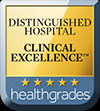 DISTINGUISHED
HOSPITAL
CLINICAL
EXCELLENCE™
healthgrades